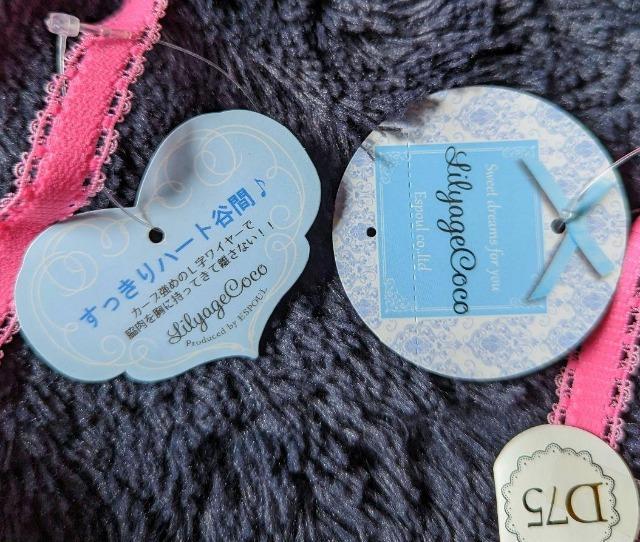 すっきりハート谷間♪
カーブ強めのL字ワイヤーで
脇肉を胸に持ってきて離さない!!
LilyageCoco
Produced by ESPOUL
Sweet dreams for you
LilyageCoco
Espoul co.ltd
D75